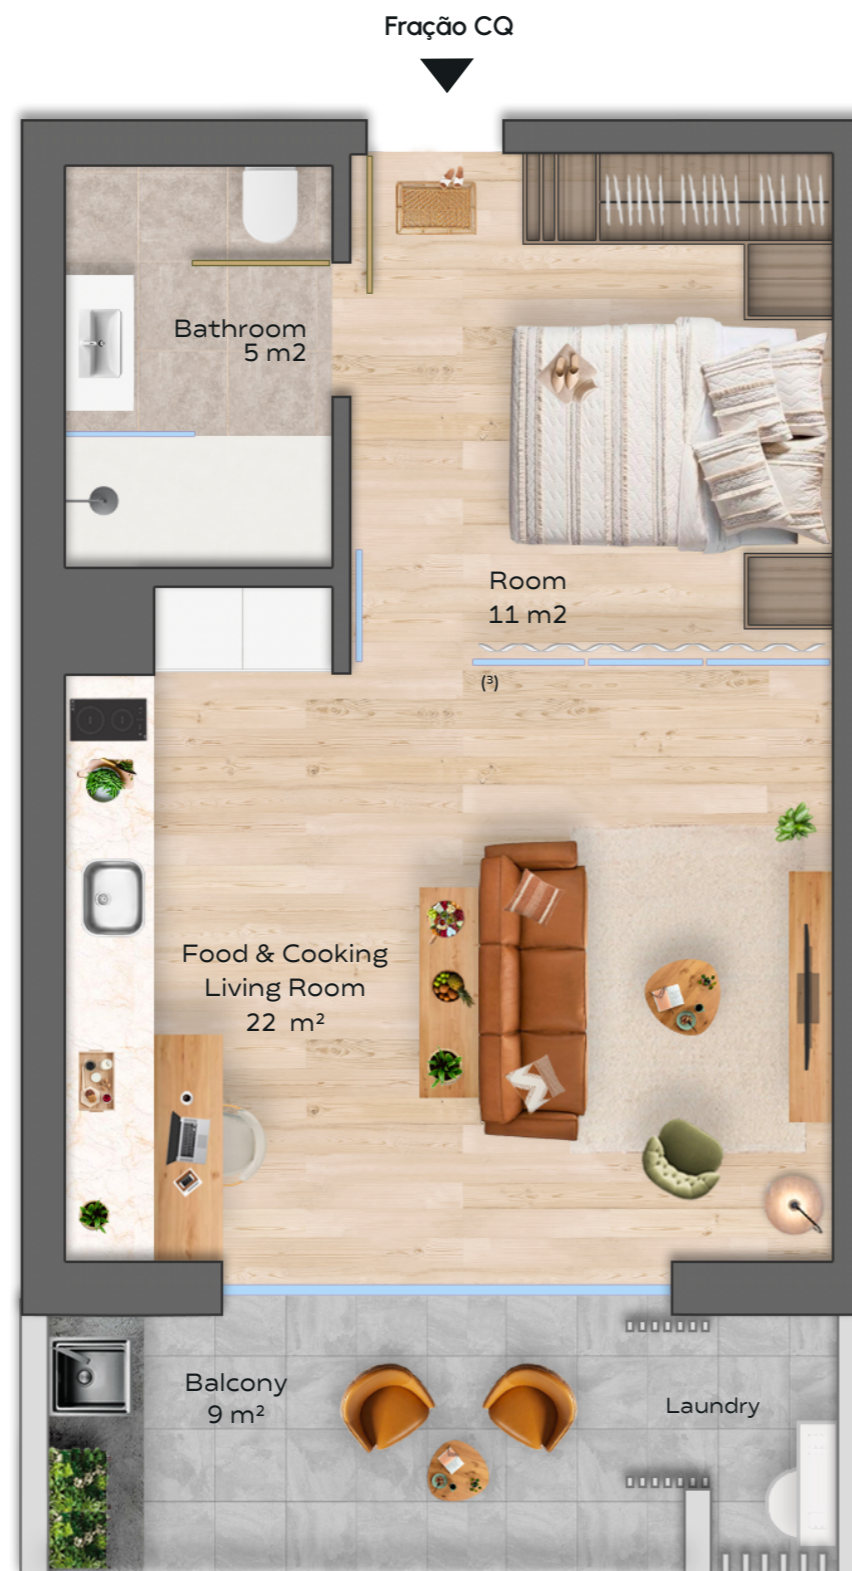 Fração CQ
Bathroom
5 m2
Room
11 m2
(3)
Food & Cooking
Living Room
22 m²
Balcony
9 m²
Laundry